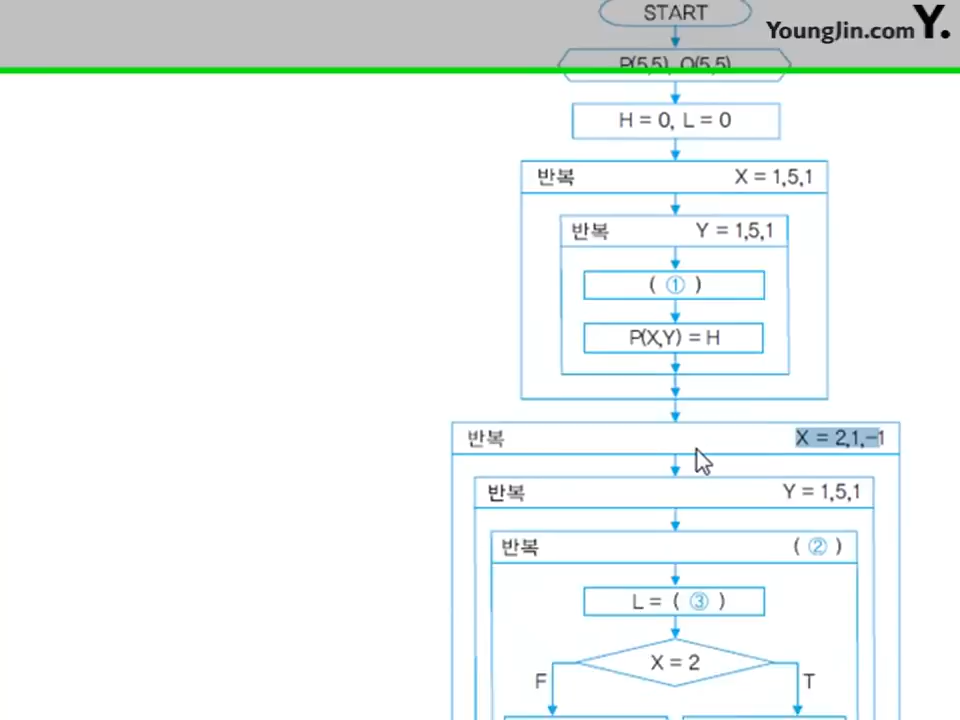 START
YoungJin.com Y.
P(5,5), Q(5,5)
H = 0, L = 0
반복 X = 1,5,1
반복 Y = 1,5,1
( ① )
P(X,Y) = H
반복 X = 2,1,-1
반복 Y = 1,5,1
반복 ( ② )
L = ( ③ )
X = 2
F T